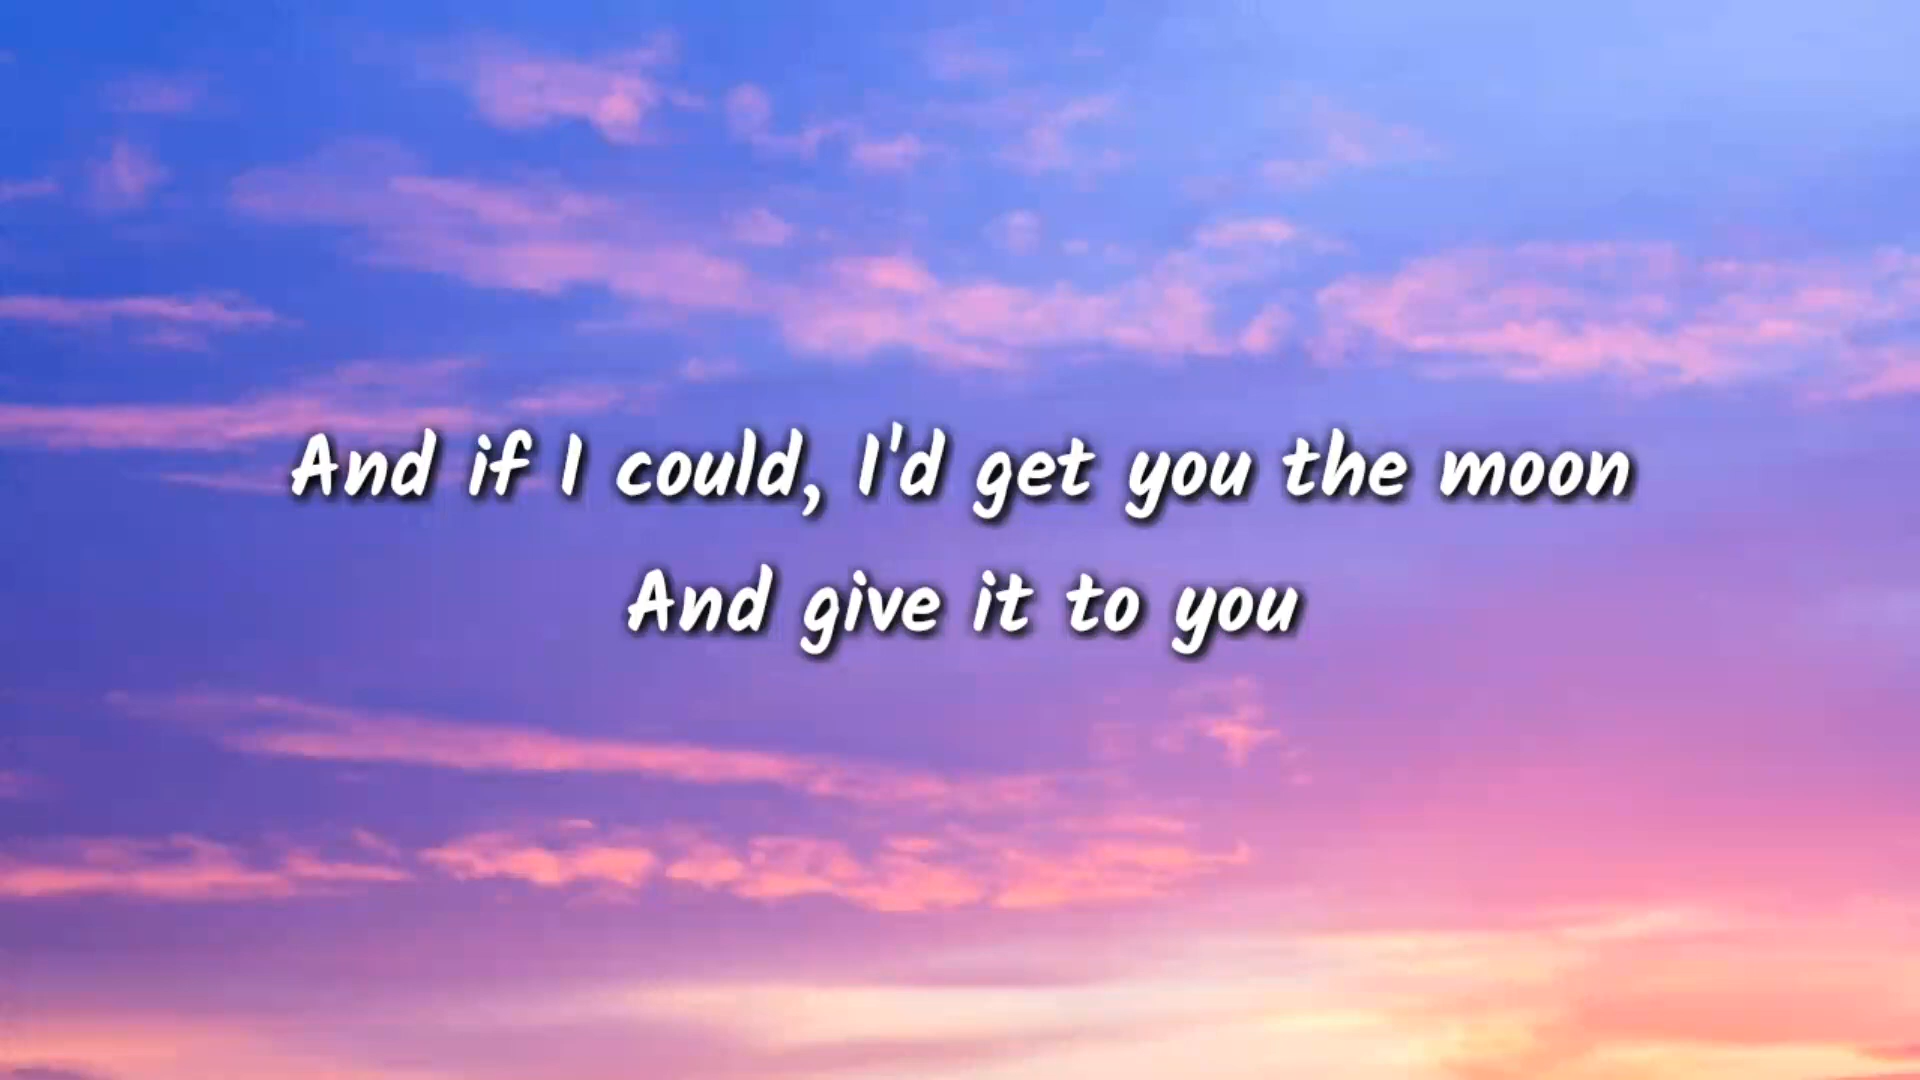 And if I could, I'd get you the moon
And give it to you